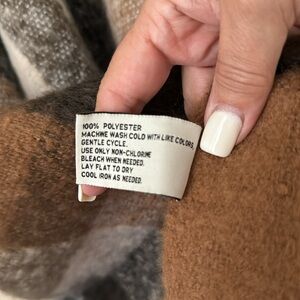 100% POLYESTER
MACHINE WASH COLD WITH LIKE COLORS
GENTLE CYCLE.
USE ONLY NON-CHLORINE
BLEACH WHEN NEEDED.
LAY FLAT TO DRY
COOL IRON AS NEEDED.